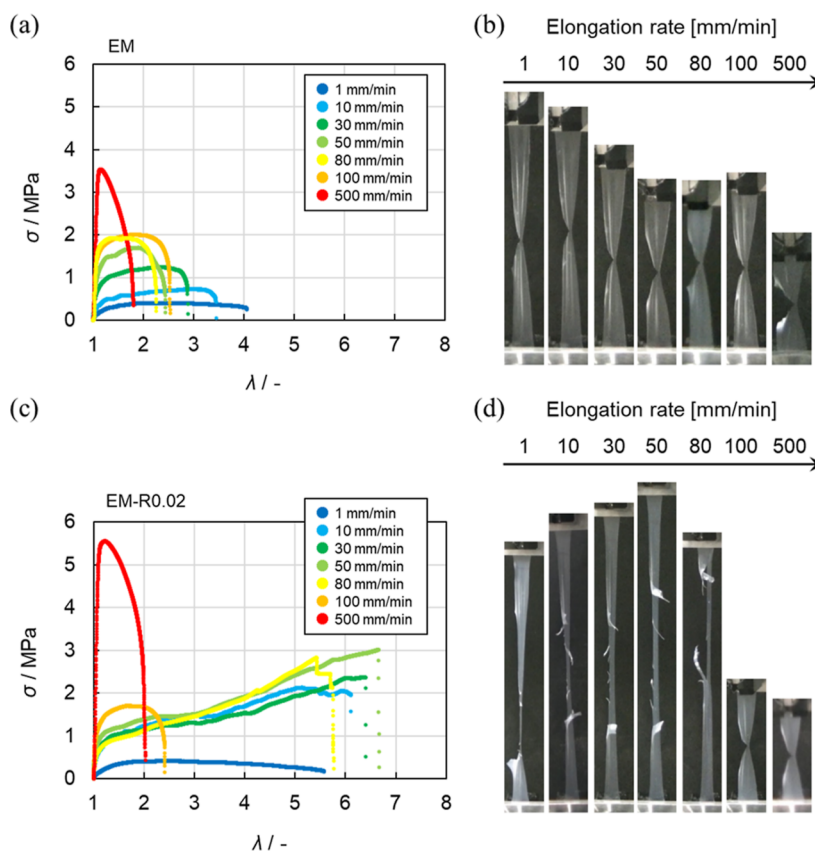 (a)
EM
6
5
4
3
2
1
0
σ / MPa
1 2 3 4 5 6 7 8
λ / -
1 mm/min
10 mm/min
30 mm/min
50 mm/min
80 mm/min
100 mm/min
500 mm/min
(b)
Elongation rate [mm/min]
1 10 30 50 80 100 500
(c)
EM-R0.02
6
5
4
3
2
1
0
σ / MPa
1 2 3 4 5 6 7 8
λ / -
1 mm/min
10 mm/min
30 mm/min
50 mm/min
80 mm/min
100 mm/min
500 mm/min
(d)
Elongation rate [mm/min]
1 10 30 50 80 100 500